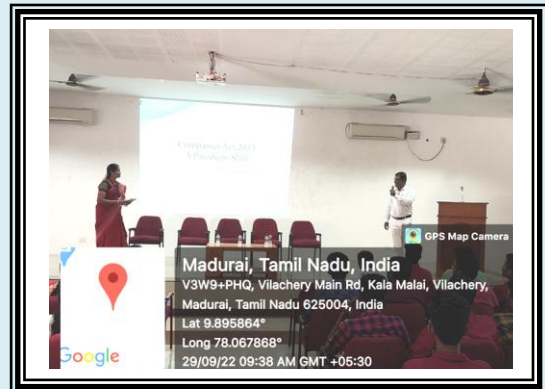 Companies Act 2013
A Paradigm Shift
GPS Map Camera
Madurai, Tamil Nadu, India
V3W9+PHQ, Vilachery Main Rd, Kala Malai, Vilachery,
Madurai, Tamil Nadu 625004, India
Lat 9.895864°
Long 78.067868°
29/09/22 09:38 AM GMT +05:30
Google